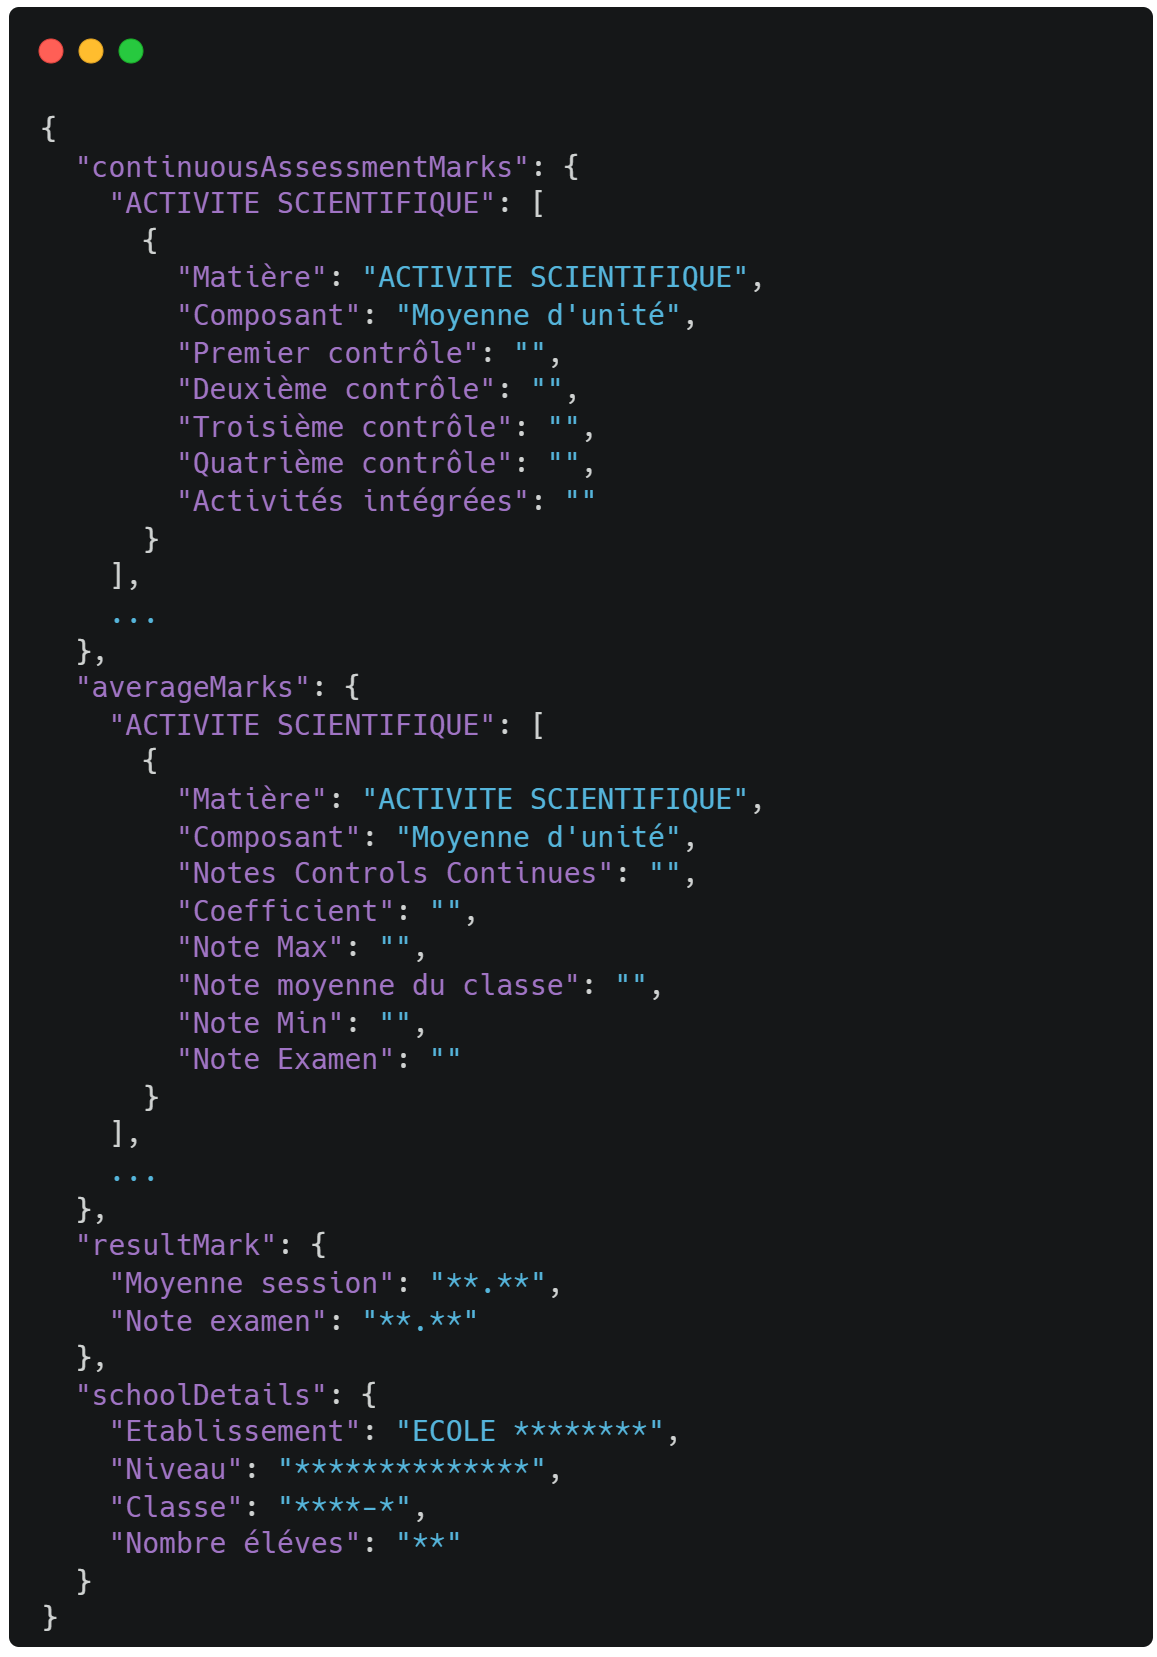 {
  "continuousAssessmentMarks": {
    "ACTIVITE SCIENTIFIQUE": [
      {
        "Matière": "ACTIVITE SCIENTIFIQUE",
        "Composant": "Moyenne d'unité",
        "Premier contrôle": "",
        "Deuxième contrôle": "",
        "Troisième contrôle": "",
        "Quatrième contrôle": "",
        "Activités intégrées": ""
      }
    ],
    ...
  },
  "averageMarks": {
    "ACTIVITE SCIENTIFIQUE": [
      {
        "Matière": "ACTIVITE SCIENTIFIQUE",
        "Composant": "Moyenne d'unité",
        "Notes Controls Continues": "",
        "Coefficient": "",
        "Note Max": "",
        "Note moyenne du classe": "",
        "Note Min": "",
        "Note Examen": ""
      }
    ],
    ...
  },
  "resultMark": {
    "Moyenne session": "**.**",
    "Note examen": "**.**"
  },
  "schoolDetails": {
    "Etablissement": "ECOLE ********",
    "Niveau": "**************",
    "Classe": "****-*",
    "Nombre éléves": "**"
  }
}